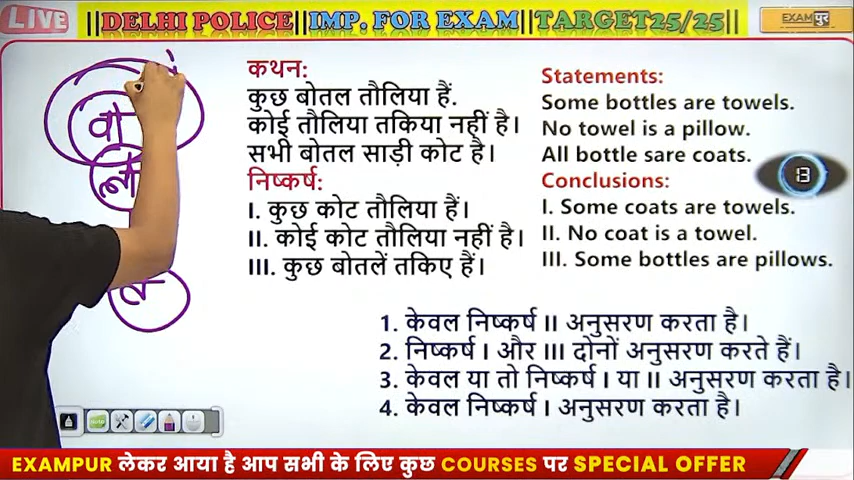 LIVE
||DELHI POLICE||IMP. FOR EXAM||TARGET25/25||
EXAMपुर
कथन:
कुछ बोतल तौलिया हैं.
कोई तौलिया तकिया नहीं है।
सभी बोतल साड़ी कोट है।
निष्कर्ष:
I. कुछ कोट तौलिया हैं।
II. कोई कोट तौलिया नहीं है।
III. कुछ बोतलें तकिए हैं।
Statements:
Some bottles are towels.
No towel is a pillow.
All bottle sare coats.
Conclusions:
I. Some coats are towels.
II. No coat is a towel.
III. Some bottles are pillows.
13
बो
तौ
1. केवल निष्कर्ष II अनुसरण करता है।
2. निष्कर्ष I और III दोनों अनुसरण करते हैं।
3. केवल या तो निष्कर्ष I या II अनुसरण करता है।
4. केवल निष्कर्ष I अनुसरण करता है।
EXAMPUR लेकर आया है आप सभी के लिए कुछ COURSES पर SPECIAL OFFER